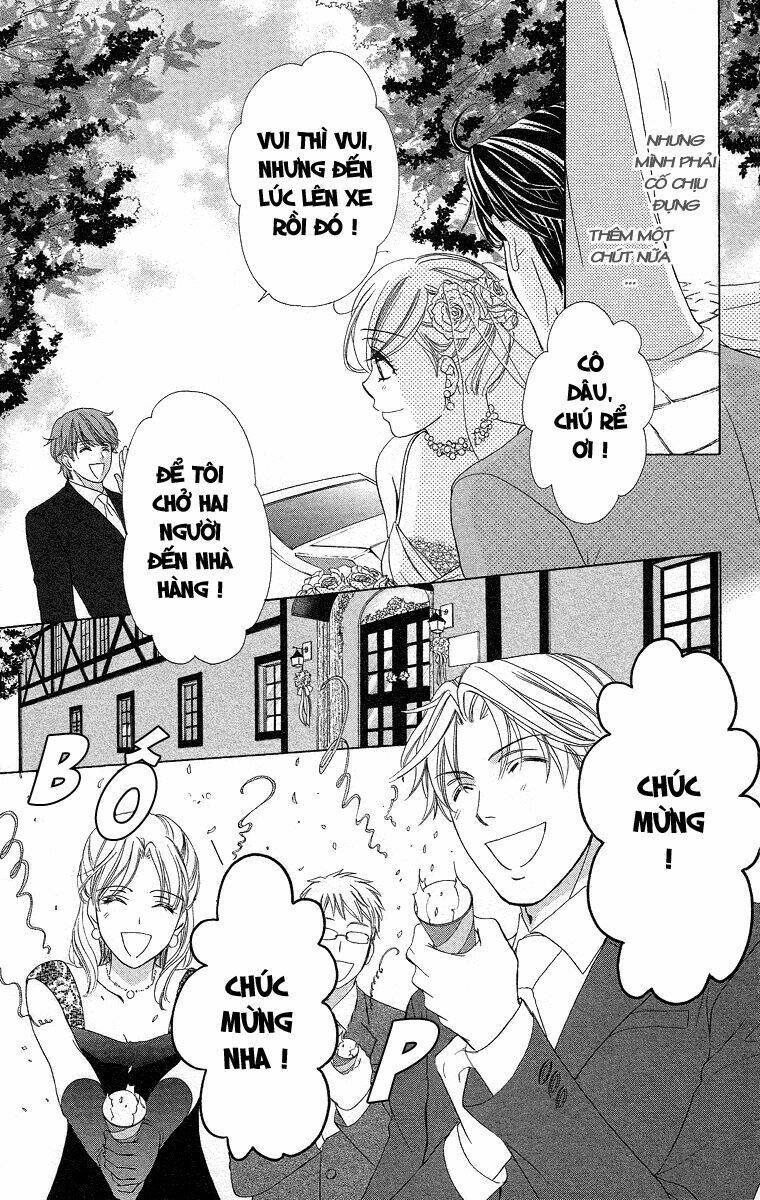 NHƯNG
MÌNH PHẢI
CỐ CHỊU
ĐỰNG
THÊM MỘT
CHÚT NỮA
...
CÔ
DÂU,
CHÚ RỂ
ƠI !
VUI THÌ VUI,
NHƯNG ĐẾN
LÚC LÊN XE
RỒI ĐÓ !
ĐỂ TÔI
CHỞ HAI
NGƯỜI
ĐẾN NHÀ
HÀNG !
BỐP
CHÚC
MỪNG
!
CHÚC
MỪNG
NHA !